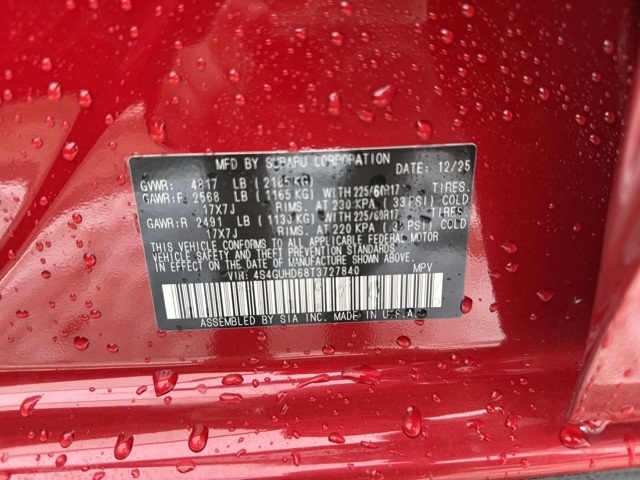 MFD BY SUBARU CORPORATION DATE: 12/25
GVWR: 4817 LB (2185 KG)
GAWR:F: 2568 LB (1165 KG) WITH 225/60R17 TIRES.
17X7J RIMS. AT 230 KPA (33 PSI) COLD
GAWR:R: 2491 LB (1130 KG) WITH 225/60R17 TIRES.
17X7J RIMS. AT 220 KPA (32 PSI) COLD
THIS VEHICLE CONFORMS TO ALL APPLICABLE FEDERAL MOTOR
VEHICLE SAFETY, BUMPER, AND THEFT PREVENTION STANDARDS
IN EFFECT ON THE DATE OF MANUFACTURE SHOWN ABOVE.
VIN: 4S4GUHD68T3727840 MPV
ASSEMBLED BY SIA INC. MADE IN U.S.A.